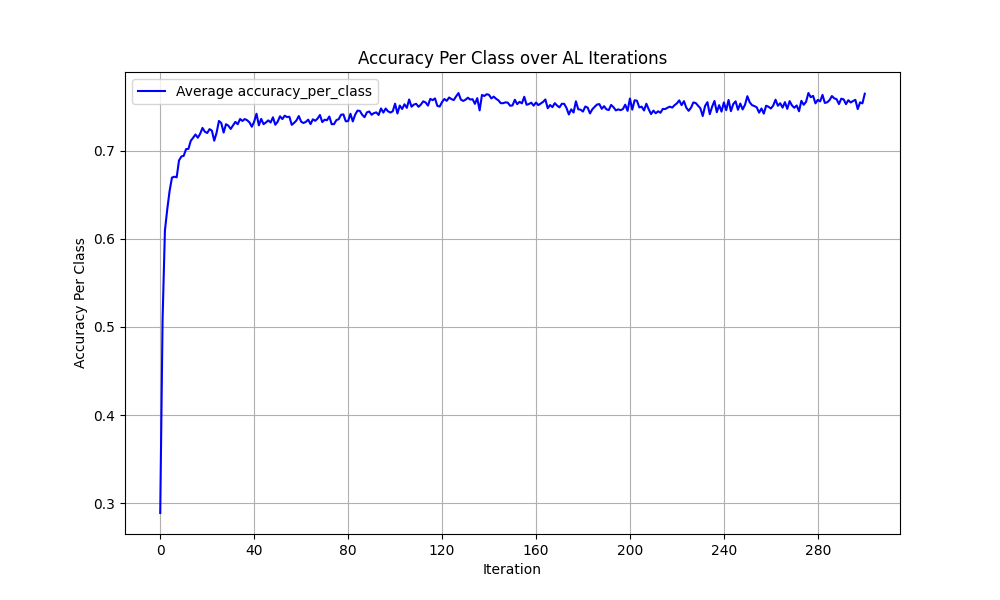 Accuracy Per Class over AL Iterations
Average accuracy_per_class
Accuracy Per Class
0.7
0.6
0.5
0.4
0.3
0 40 80 120 160 200 240 280
Iteration